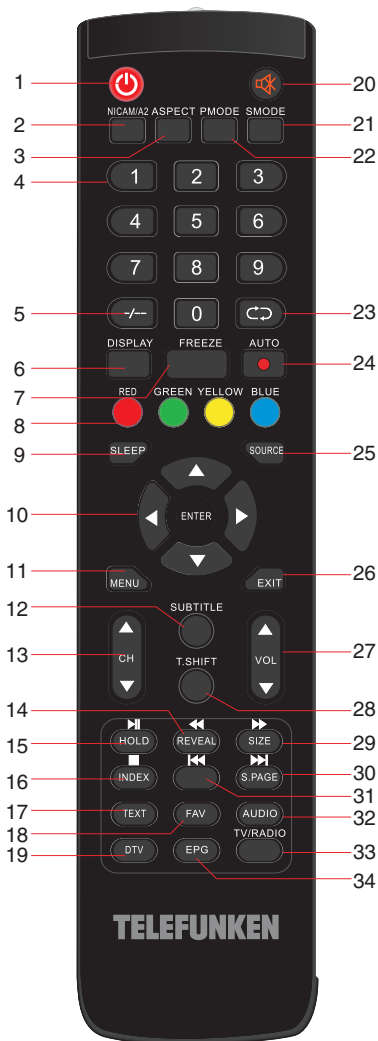 1 20
NICAM/A2 ASPECT PMODE SMODE
2 21
3 22
4 1 2 3
4 5 6
7 8 9
5 -/-- 0 23
DISPLAY FREEZE AUTO
6 24
7
RED GREEN YELLOW BLUE
8
9 SLEEP SOURCE 25
10 ENTER
11 MENU EXIT 26
SUBTITLE
12
13 CH VOL 27
T.SHIFT
14 28
15 HOLD REVEAL SIZE 29
16 INDEX S.PAGE 30
31
17 TEXT FAV AUDIO 32
18
TV/RADIO
19 DTV EPG 33
34
TELEFUNKEN